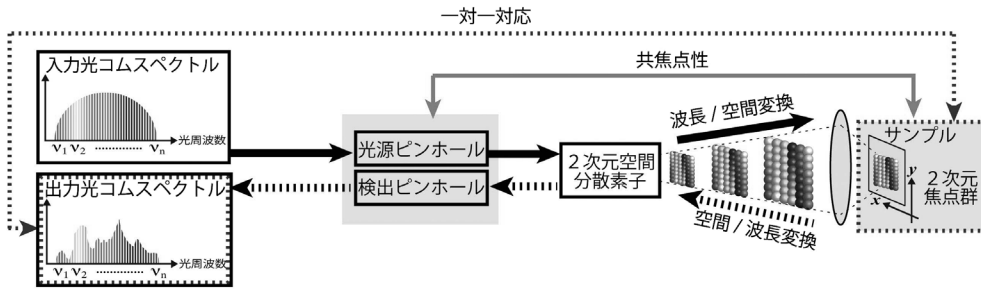 一対一対応
入力光コムスペクトル
光周波数
ν1 ν2 ............. νn
出力光コムスペクトル
光周波数
ν1 ν2 ............. νn
共焦点性
光源ピンホール
検出ピンホール
2次元空間
分散素子
波長 / 空間変換
空間 / 波長変換
サンプル
2次元
焦点群
y
x